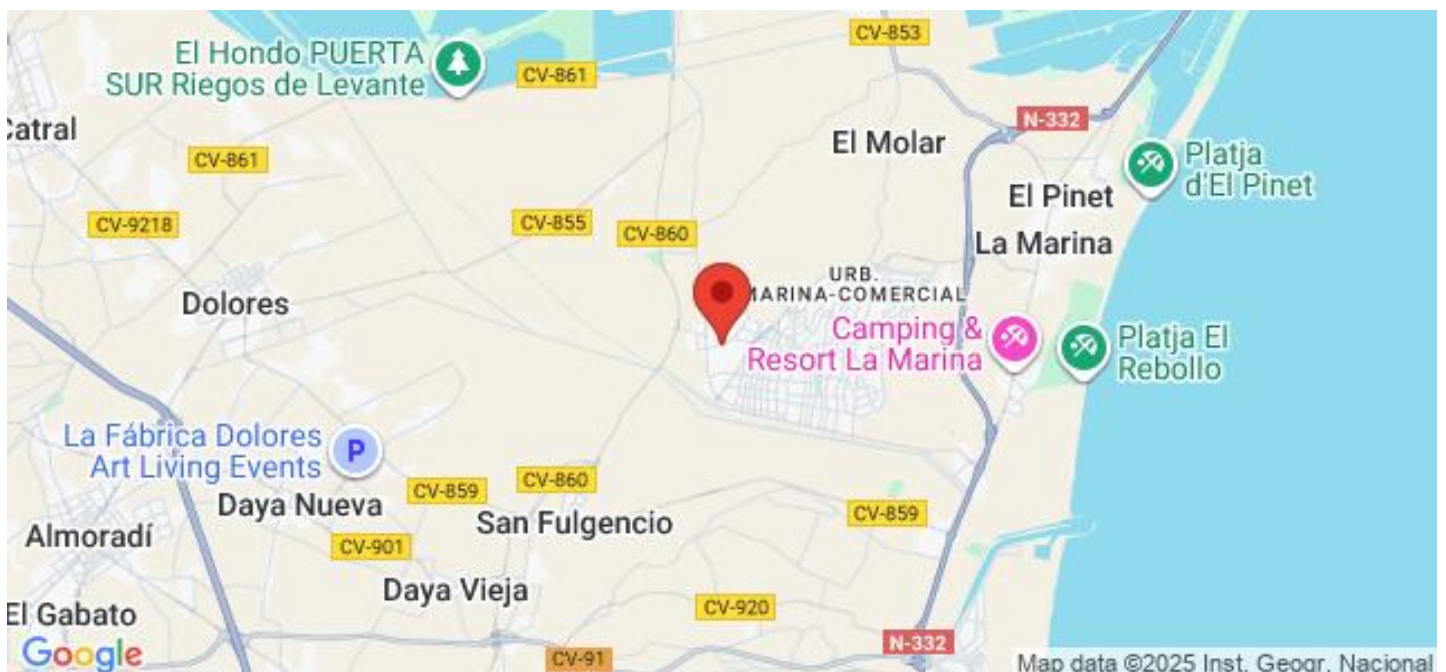 CV-853
El Hondo PUERTA
SUR Riegos de Levante
CV-861
N-332
Catral
El Molar
CV-861
Platja
d'El Pinet
El Pinet
CV-9218
CV-855
CV-860
La Marina
URB.
MARINA-COMERCIAL
Dolores
Camping &
Resort La Marina
Platja El
Rebollo
La Fábrica Dolores
Art Living Events
P
CV-859
CV-860
Daya Nueva
San Fulgencio
CV-859
Almoradí
CV-901
Daya Vieja
CV-920
El Gabato
N-332
Google
CV-91
Map data ©2025 Inst. Geogr. Nacional